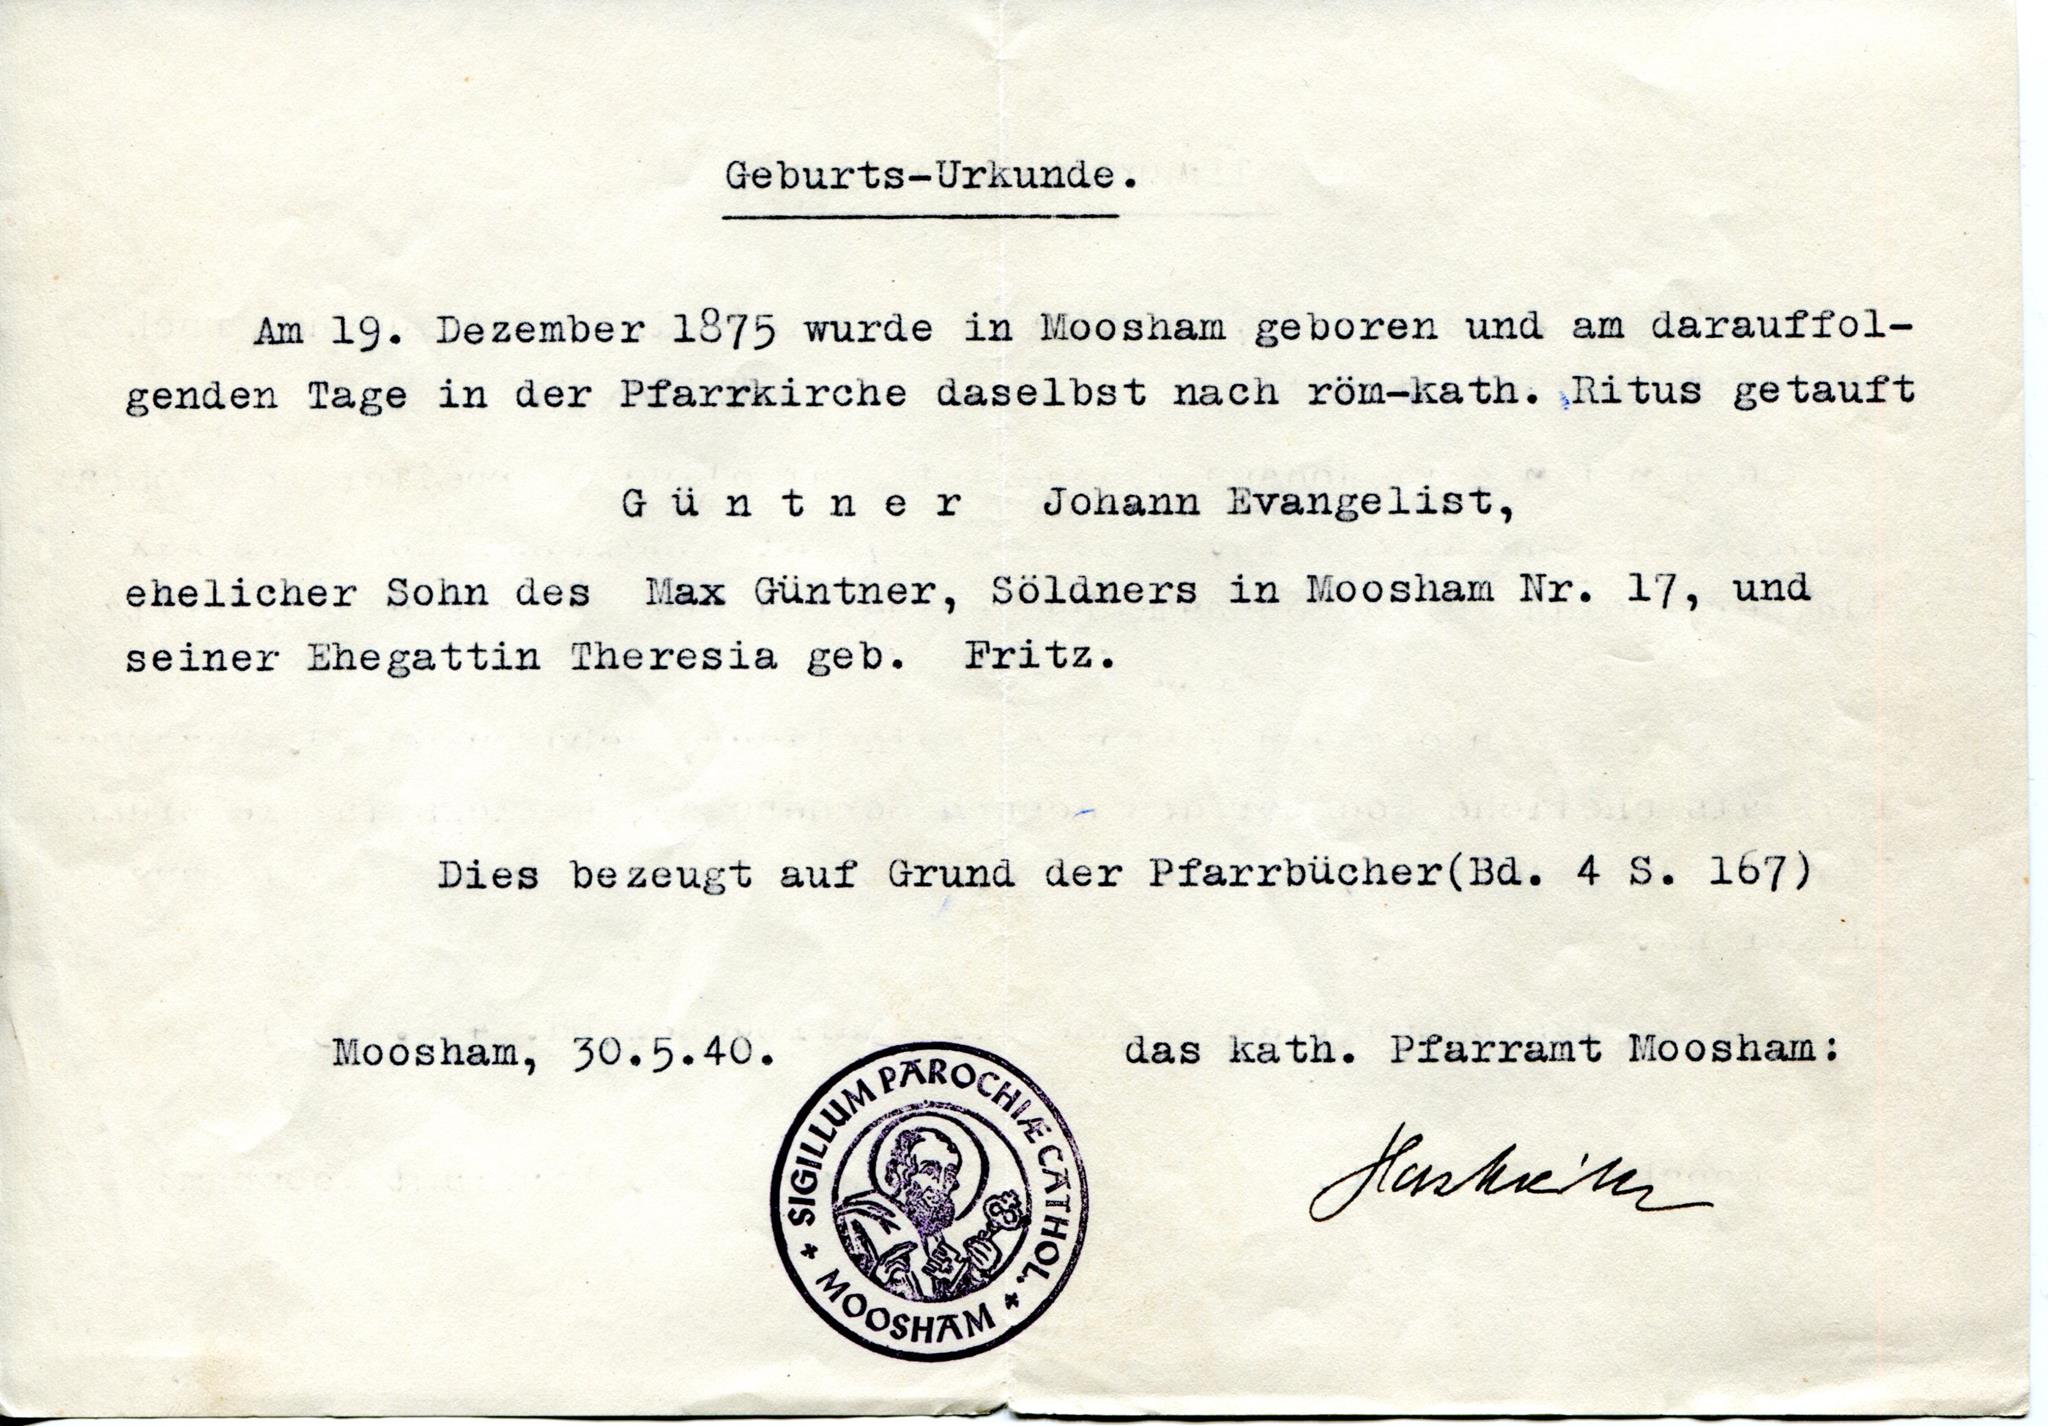 Geburts-Urkunde.
Am 19. Dezember 1875 wurde in Moosham geboren und am darauffol-
genden Tage in der Pfarrkirche daselbst nach röm-kath. Ritus getauft
G ü n t n e r Johann Evangelist,
ehelicher Sohn des Max Güntner, Söldners in Moosham Nr. 17, und
seiner Ehegattin Theresia geb. Fritz.
Dies bezeugt auf Grund der Pfarrbücher(Bd. 4 S. 167)
Moosham, 30.5.40.
das kath. Pfarramt Moosham:
SIGILLUM PAROCHIÆ CATHOL.
MOOSHAM